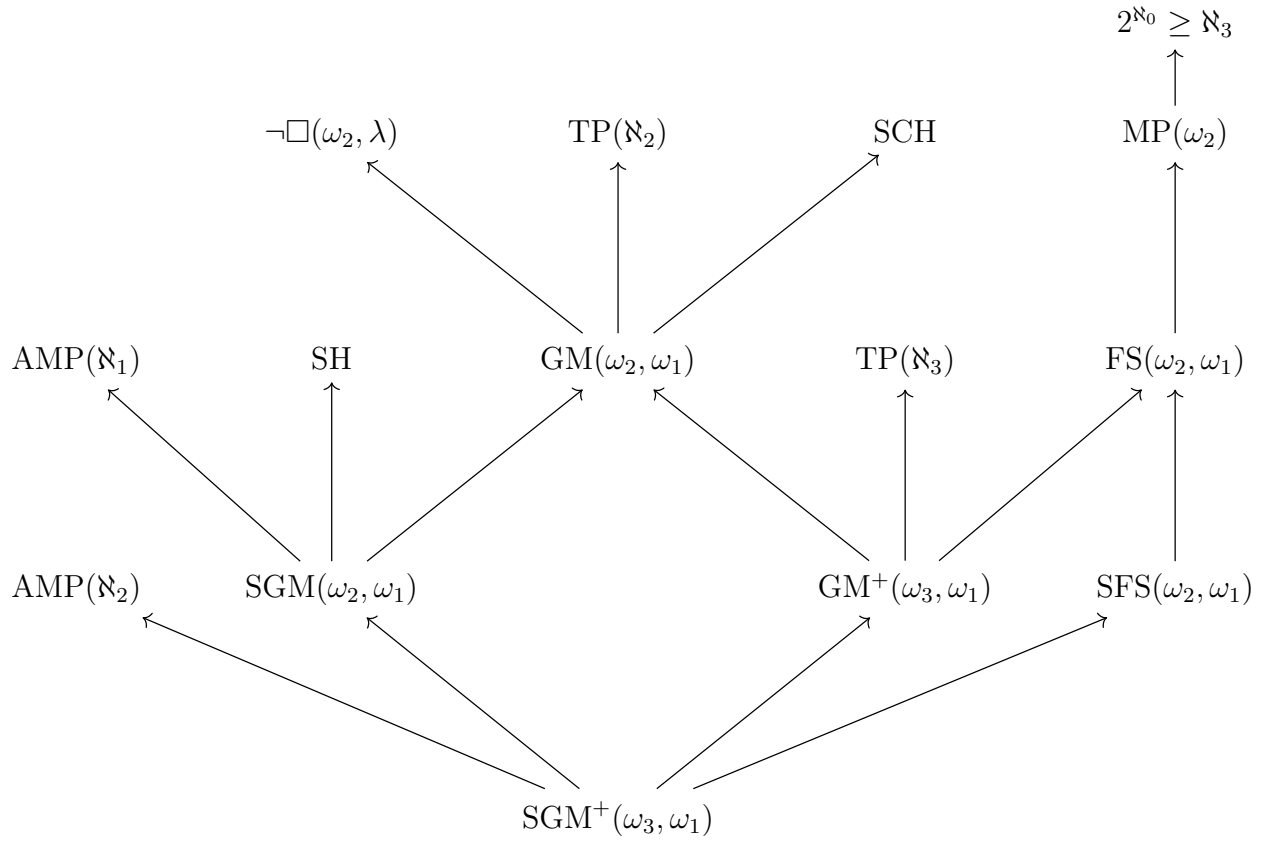 2^{ℵ₀} ≥ ℵ₃
¬□(ω₂, λ) TP(ℵ₂) SCH MP(ω₂)
AMP(ℵ₁) SH GM(ω₂, ω₁) TP(ℵ₃) FS(ω₂, ω₁)
AMP(ℵ₂) SGM(ω₂, ω₁) GM⁺(ω₃, ω₁) SFS(ω₂, ω₁)
SGM⁺(ω₃, ω₁)